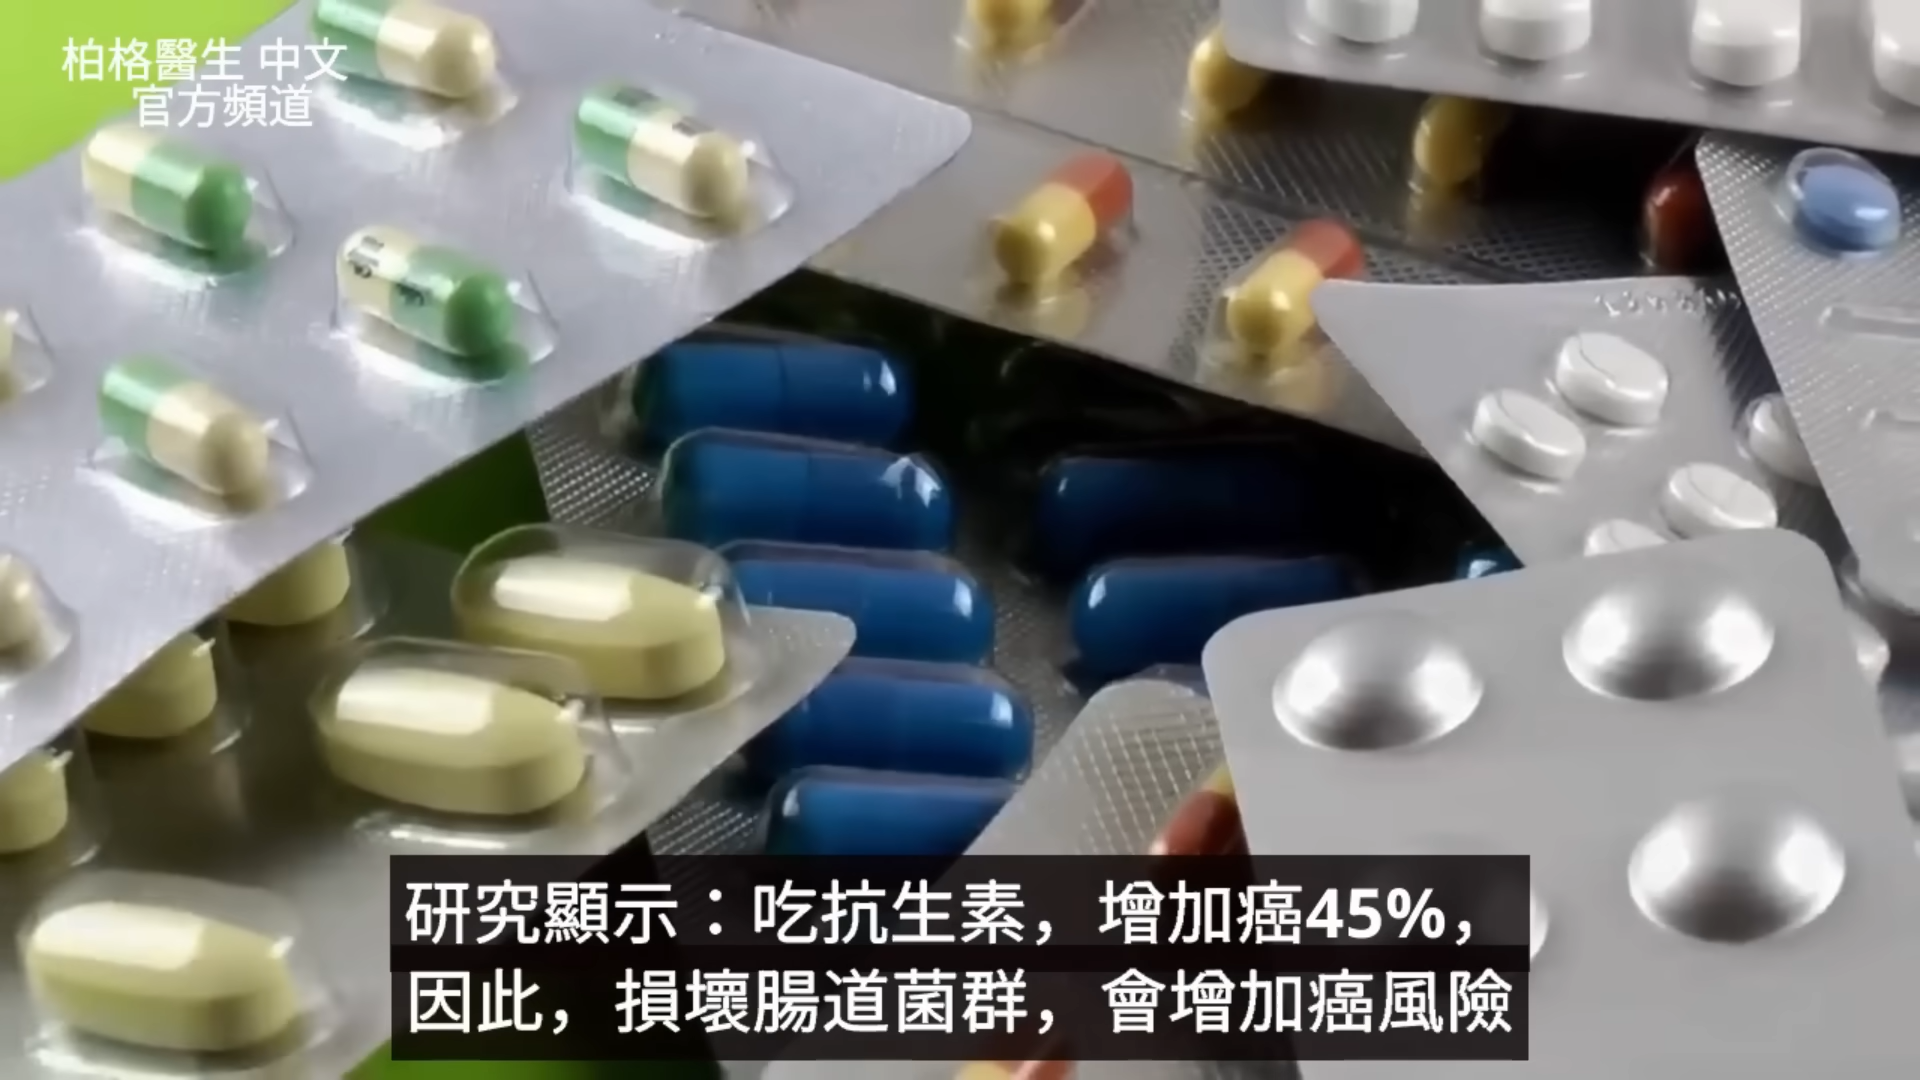 柏格醫生 中文
官方頻道
研究顯示：吃抗生素，增加癌45%，
因此，損壞腸道菌群，會增加癌風險